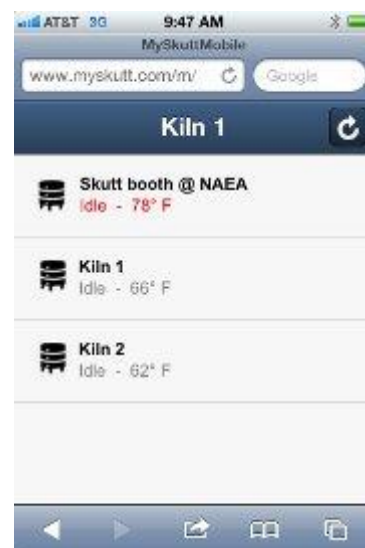 AT&T 3G 9:47 AM
MySkuttMobile
www.myskutt.com/m/ Google
Kiln 1
Skutt booth @ NAEA
Idle - 78° F
Kiln 1
Idle - 66° F
Kiln 2
Idle - 62° F